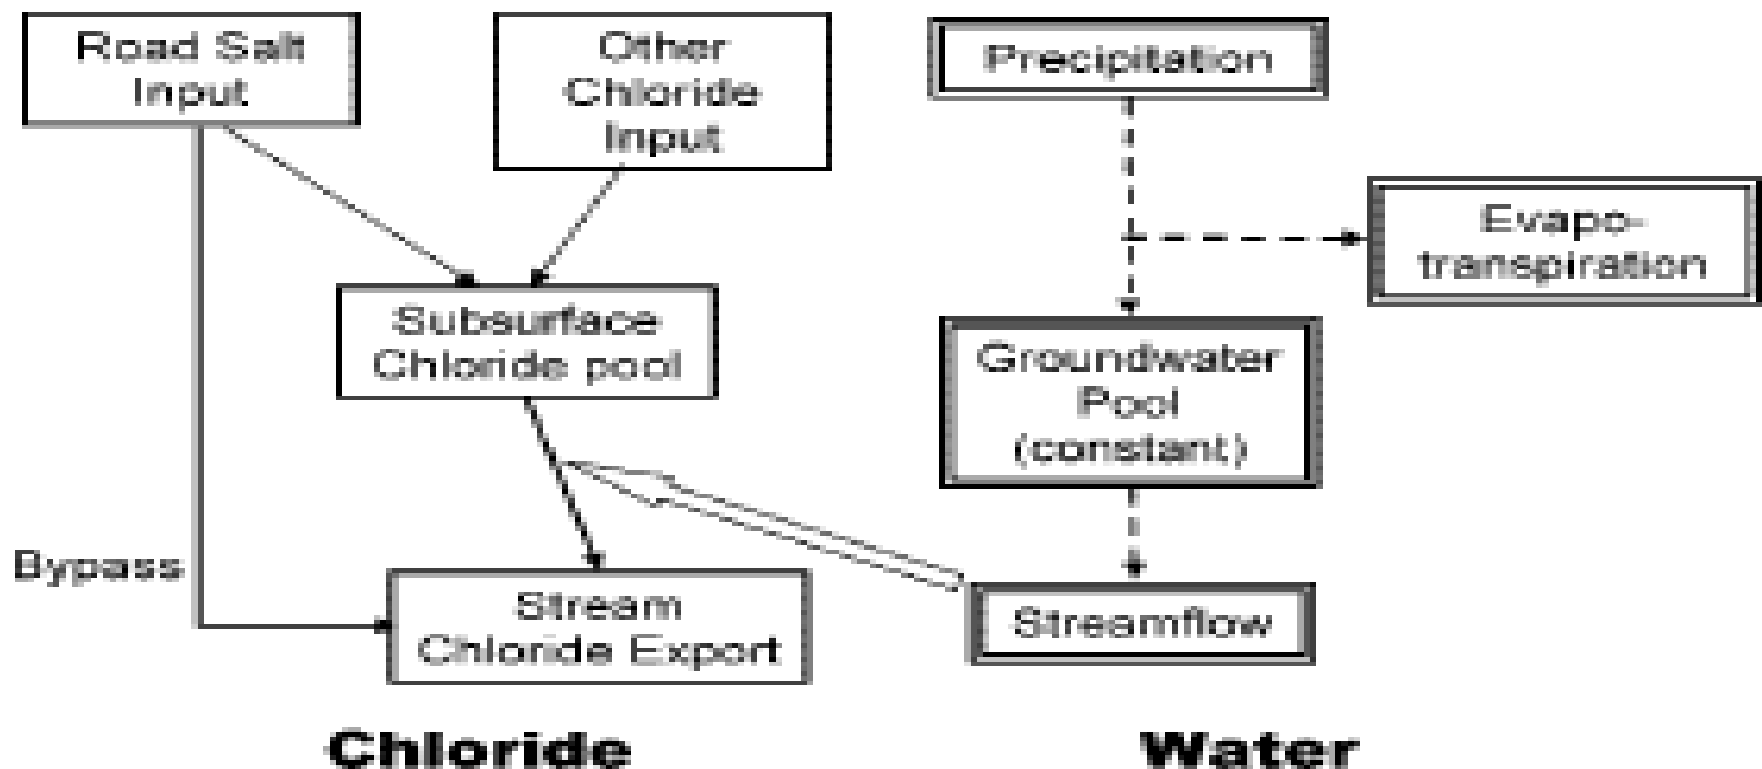 Road Salt
Input
Other
Chloride
Input
Precipitation
Evapo-
transpiration
Subsurface
Chloride pool
Groundwater
Pool
(constant)
Bypass
Stream
Chloride Export
Streamflow
Chloride
Water